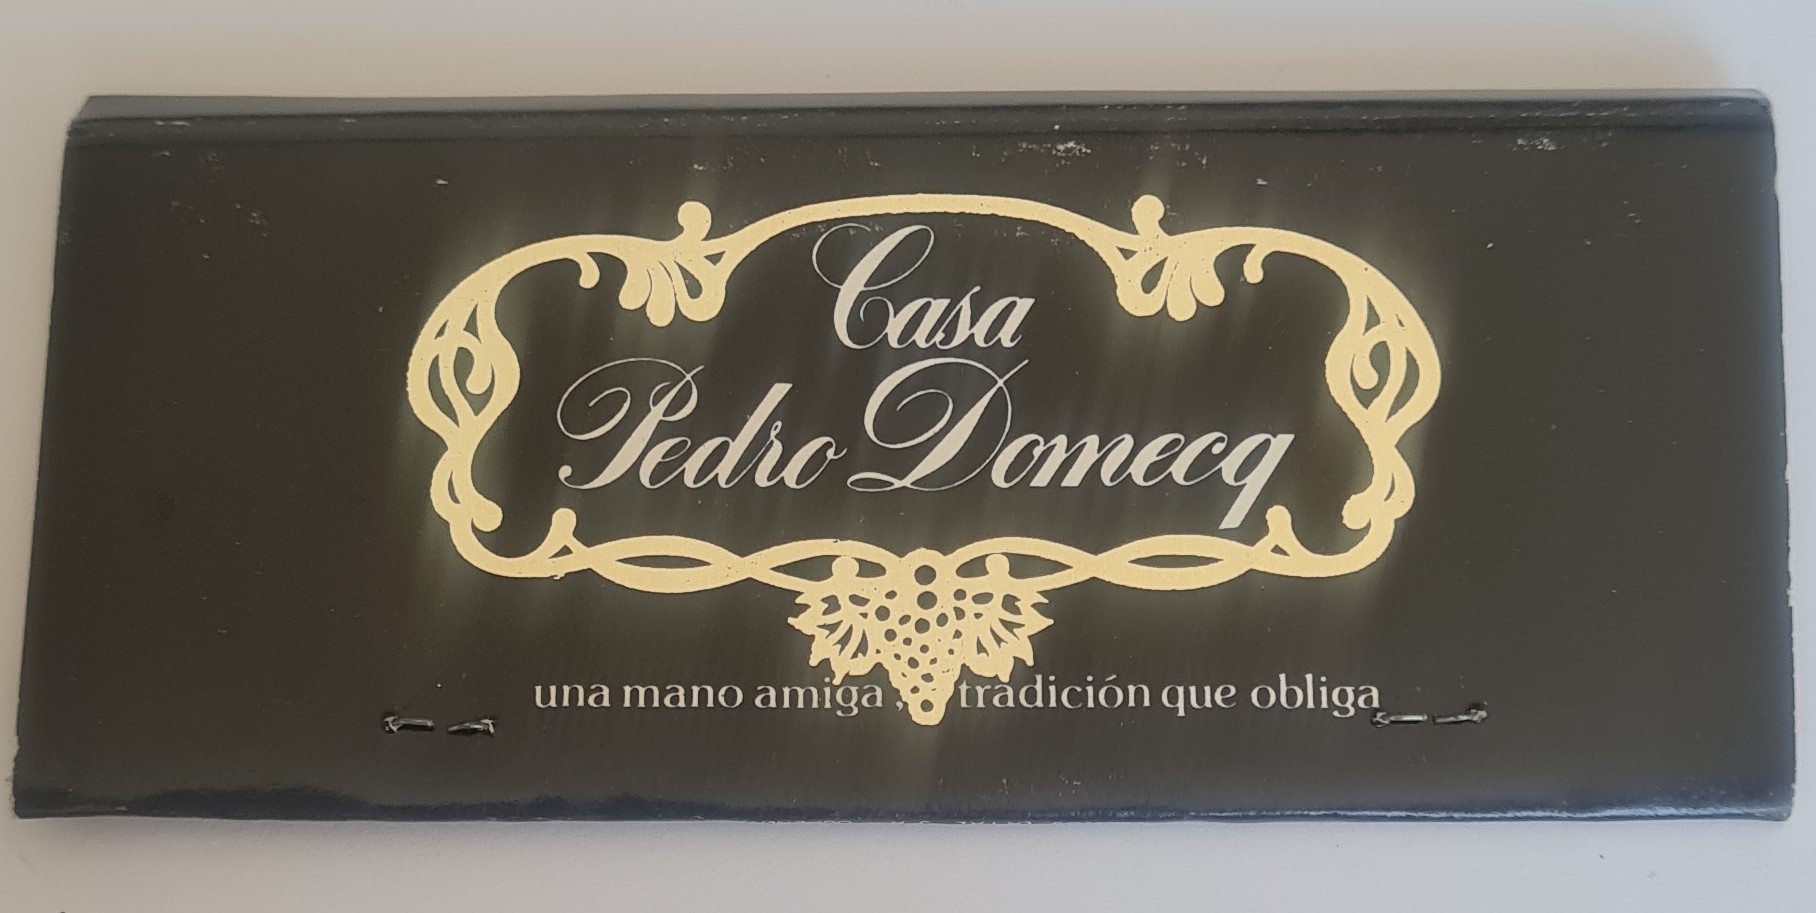 Casa
Pedro Domecq
una mano amiga, tradición que obliga